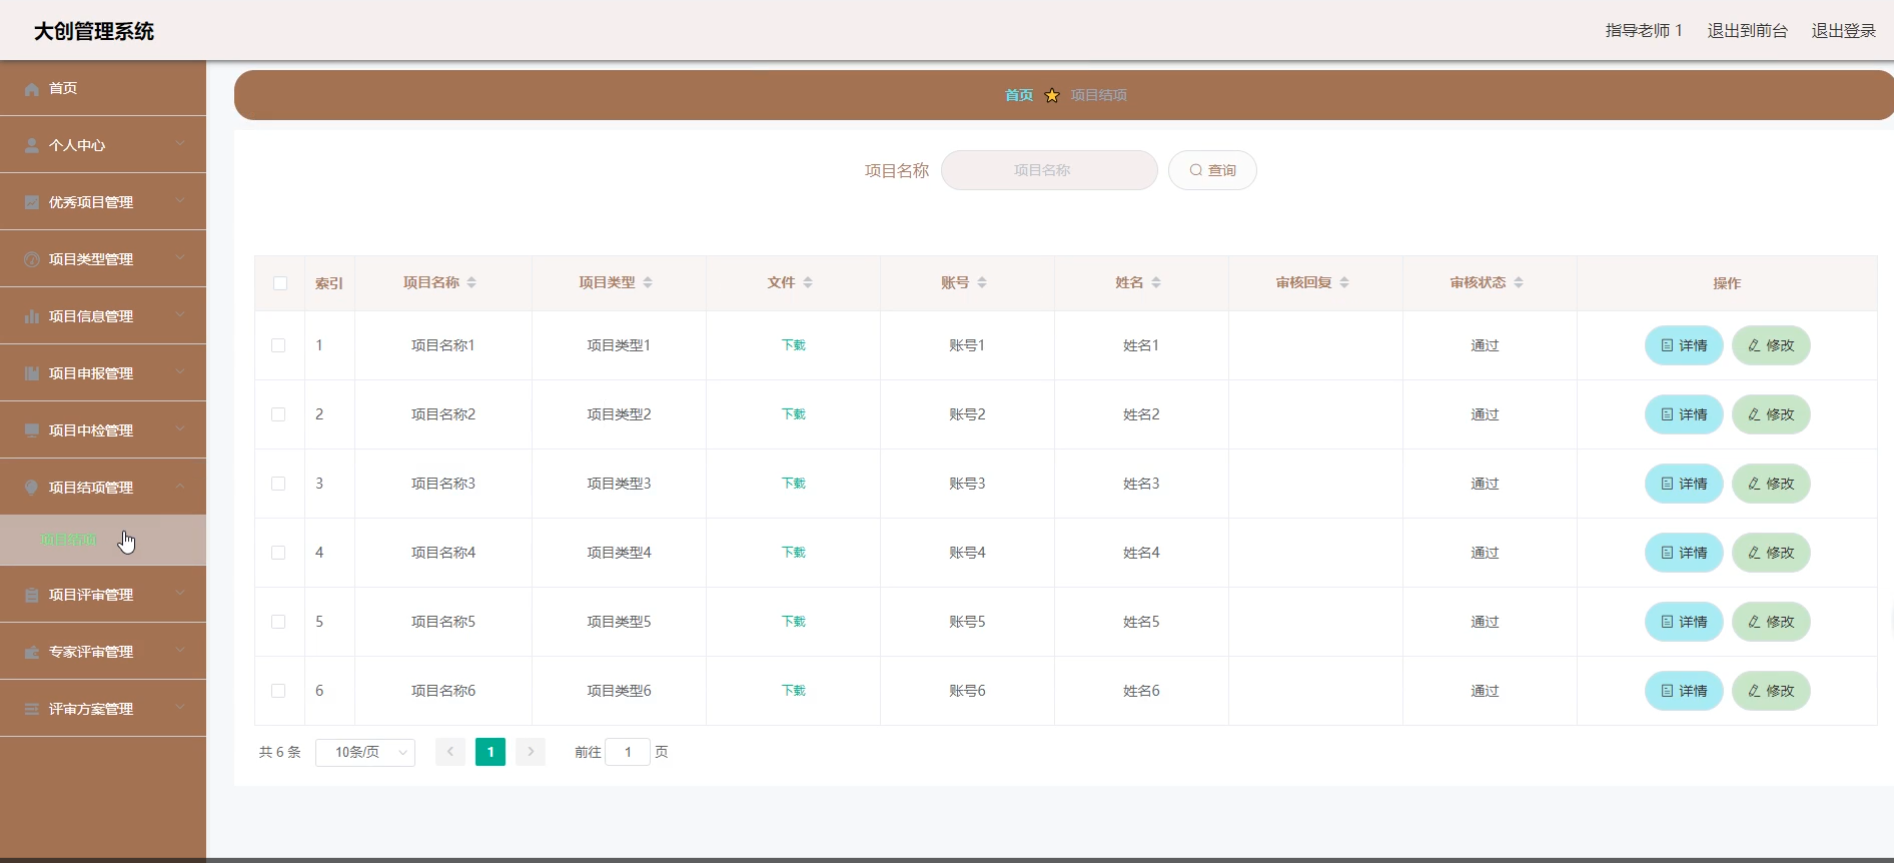 大创管理系统
指导老师 1 退出到前台 退出登录
首页
个人中心
优秀项目管理
项目类型管理
项目信息管理
项目申报管理
项目中检管理
项目结项管理
项目结项
项目评审管理
专家评审管理
评审方案管理
首页 项目结项
项目名称 项目名称 查询
索引 项目名称 项目类型 文件 账号 姓名 审核回复 审核状态 操作
1 项目名称1 项目类型1 下载 账号1 姓名1 通过 详情 修改
2 项目名称2 项目类型2 下载 账号2 姓名2 通过 详情 修改
3 项目名称3 项目类型3 下载 账号3 姓名3 通过 详情 修改
4 项目名称4 项目类型4 下载 账号4 姓名4 通过 详情 修改
5 项目名称5 项目类型5 下载 账号5 姓名5 通过 详情 修改
6 项目名称6 项目类型6 下载 账号6 姓名6 通过 详情 修改
共 6 条 10条/页 1 前往 1 页